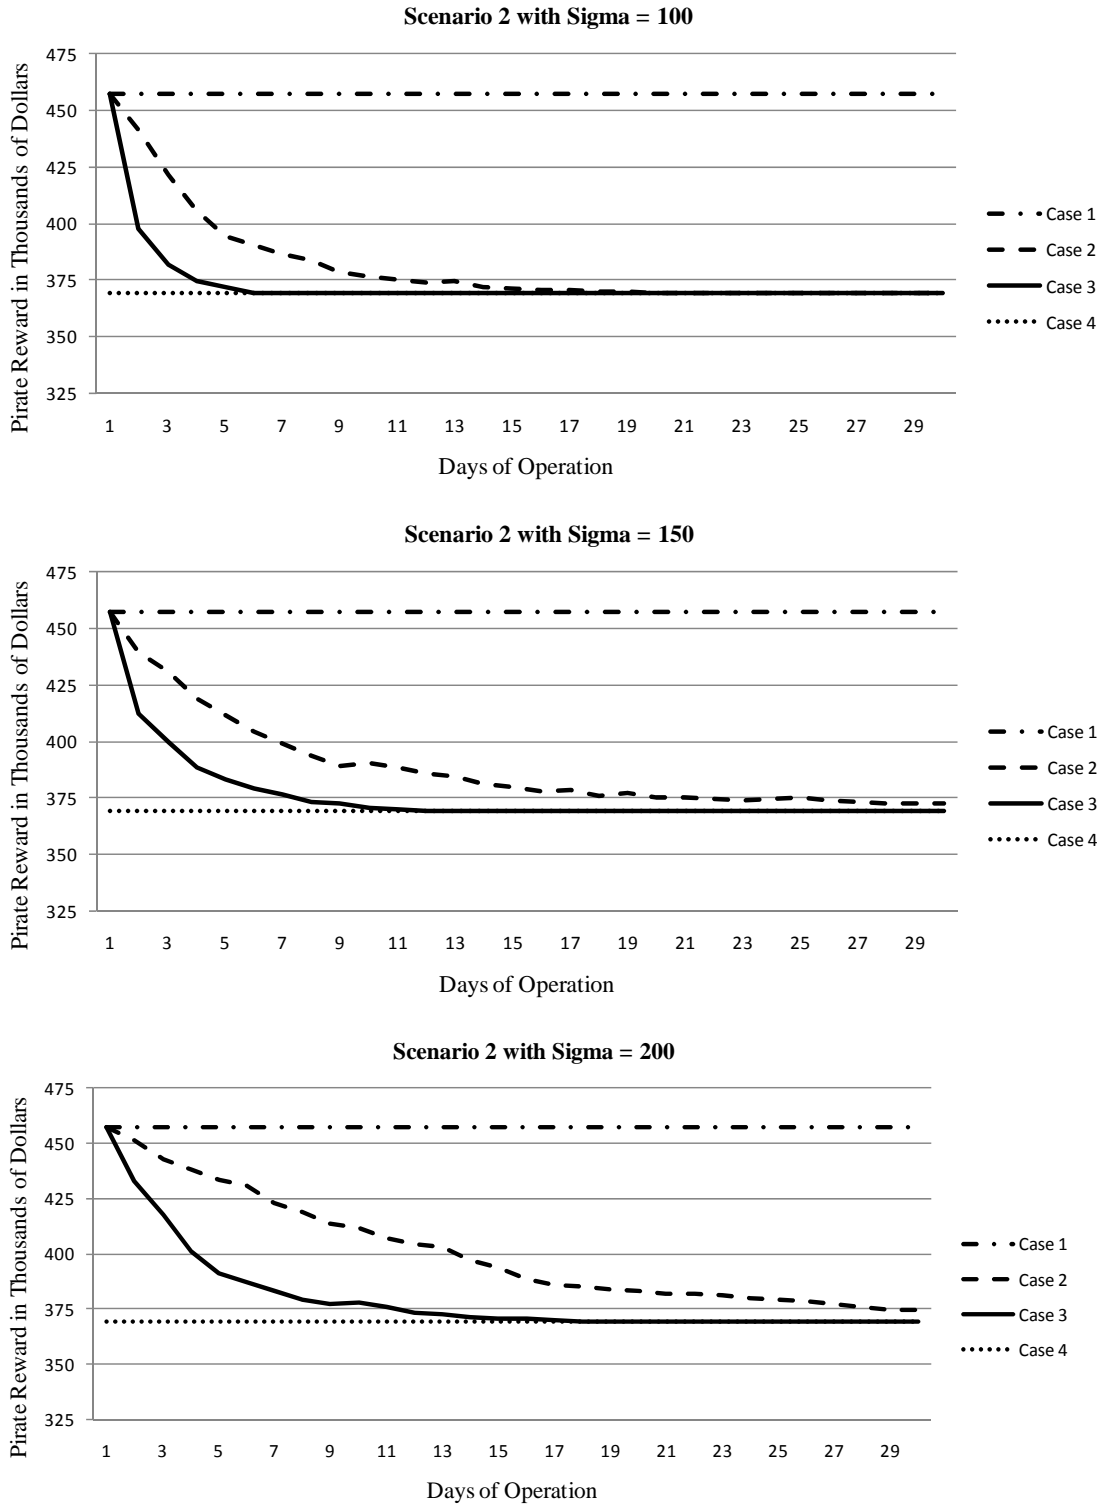 Scenario 2 with Sigma = 100
Pirate Reward in Thousands of Dollars
475
450
425
400
375
350
325
1 3 5 7 9 11 13 15 17 19 21 23 25 27 29
Days of Operation
Case 1
Case 2
Case 3
Case 4
Scenario 2 with Sigma = 150
Pirate Reward in Thousands of Dollars
475
450
425
400
375
350
325
1 3 5 7 9 11 13 15 17 19 21 23 25 27 29
Days of Operation
Case 1
Case 2
Case 3
Case 4
Scenario 2 with Sigma = 200
Pirate Reward in Thousands of Dollars
475
450
425
400
375
350
325
1 3 5 7 9 11 13 15 17 19 21 23 25 27 29
Days of Operation
Case 1
Case 2
Case 3
Case 4